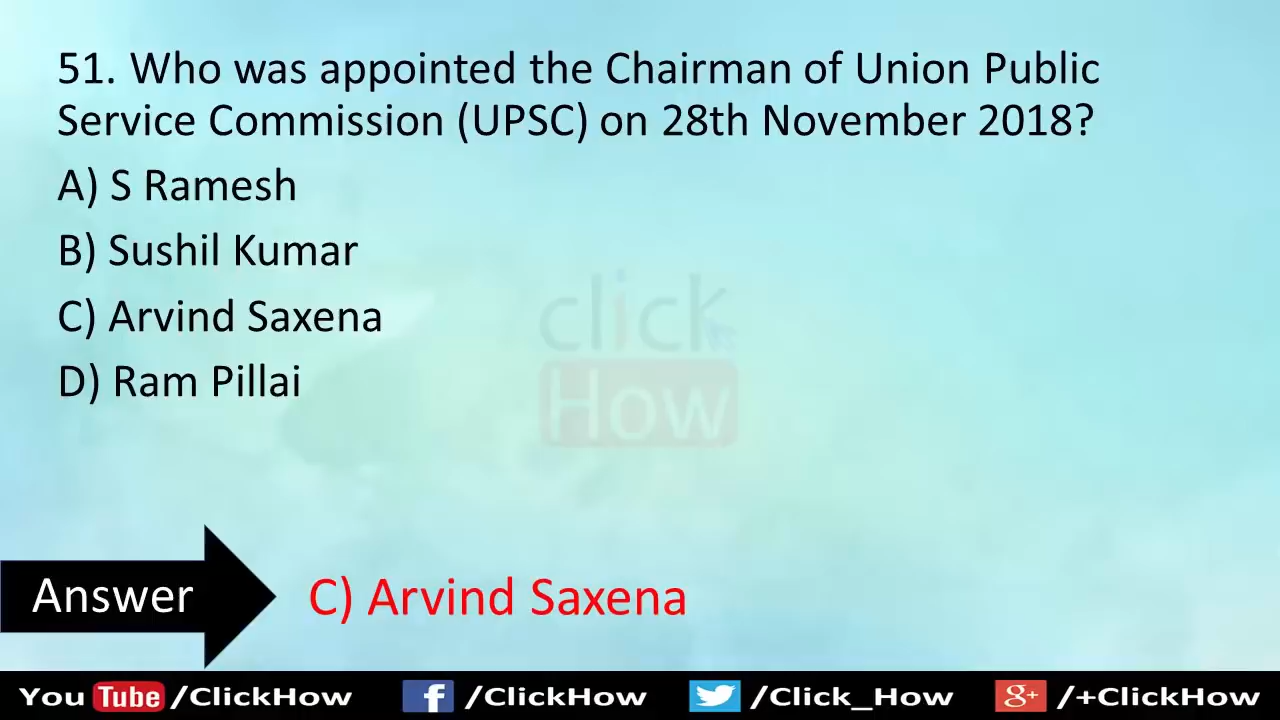 51. Who was appointed the Chairman of Union Public
Service Commission (UPSC) on 28th November 2018?
A) S Ramesh
B) Sushil Kumar
C) Arvind Saxena
D) Ram Pillai
click
How
Answer
C) Arvind Saxena
You Tube /ClickHow f /ClickHow /Click_How g+ /+ClickHow